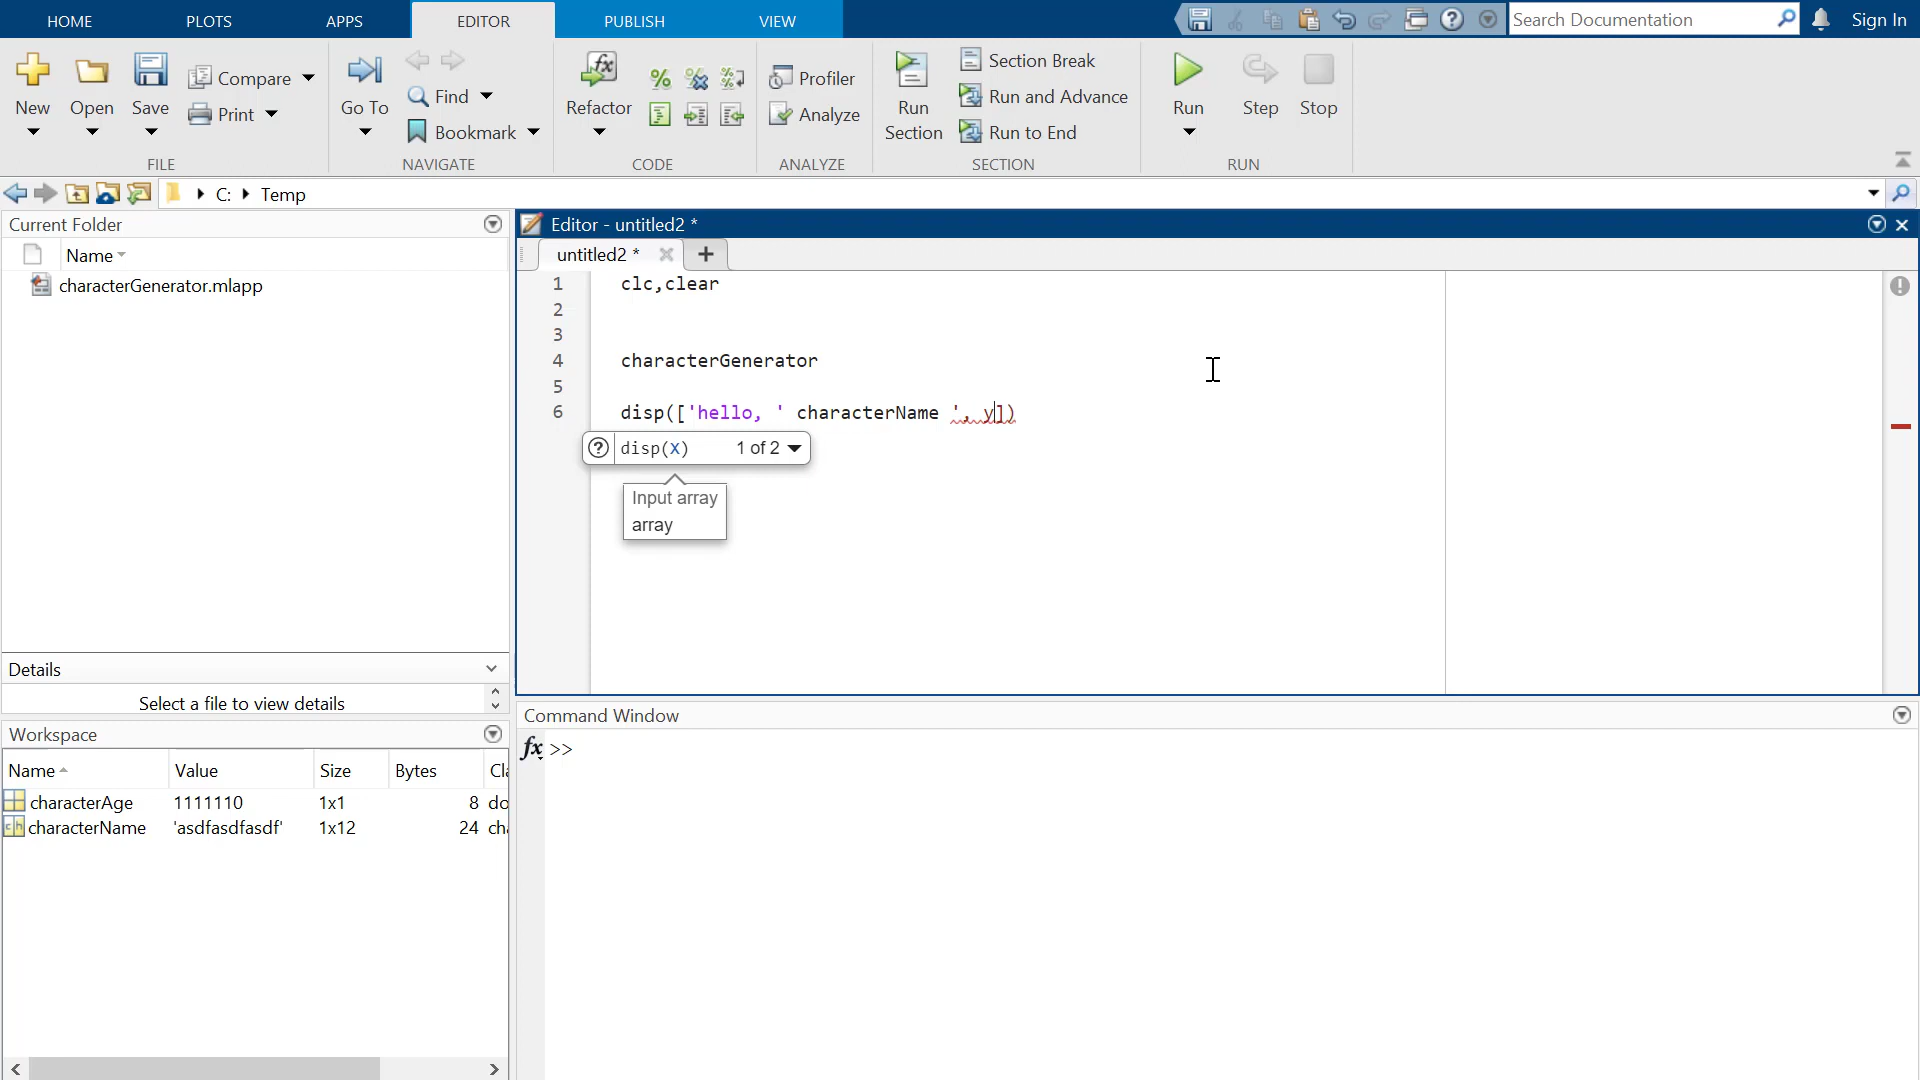 HOME PLOTS APPS EDITOR PUBLISH VIEW Search Documentation Sign In
New Open Save Compare Print Go To Find Bookmark Refactor Profiler Analyze Run Section Section Break Run and Advance Run to End Run Step Stop
FILE NAVIGATE CODE ANALYZE SECTION RUN
C: Temp
Current Folder
Name
characterGenerator.mlapp
Details
Select a file to view details
Workspace
Name Value Size Bytes Cla
characterAge 1111110 1x1 8 do
characterName 'asdfasdfasdf' 1x12 24 cha
Editor - untitled2 *
untitled2 *
1 clc,clear
2
3
4 characterGenerator
5
6 disp(['hello, ' characterName ', y])
disp(X) 1 of 2
Input array
array
Command Window
fx >>